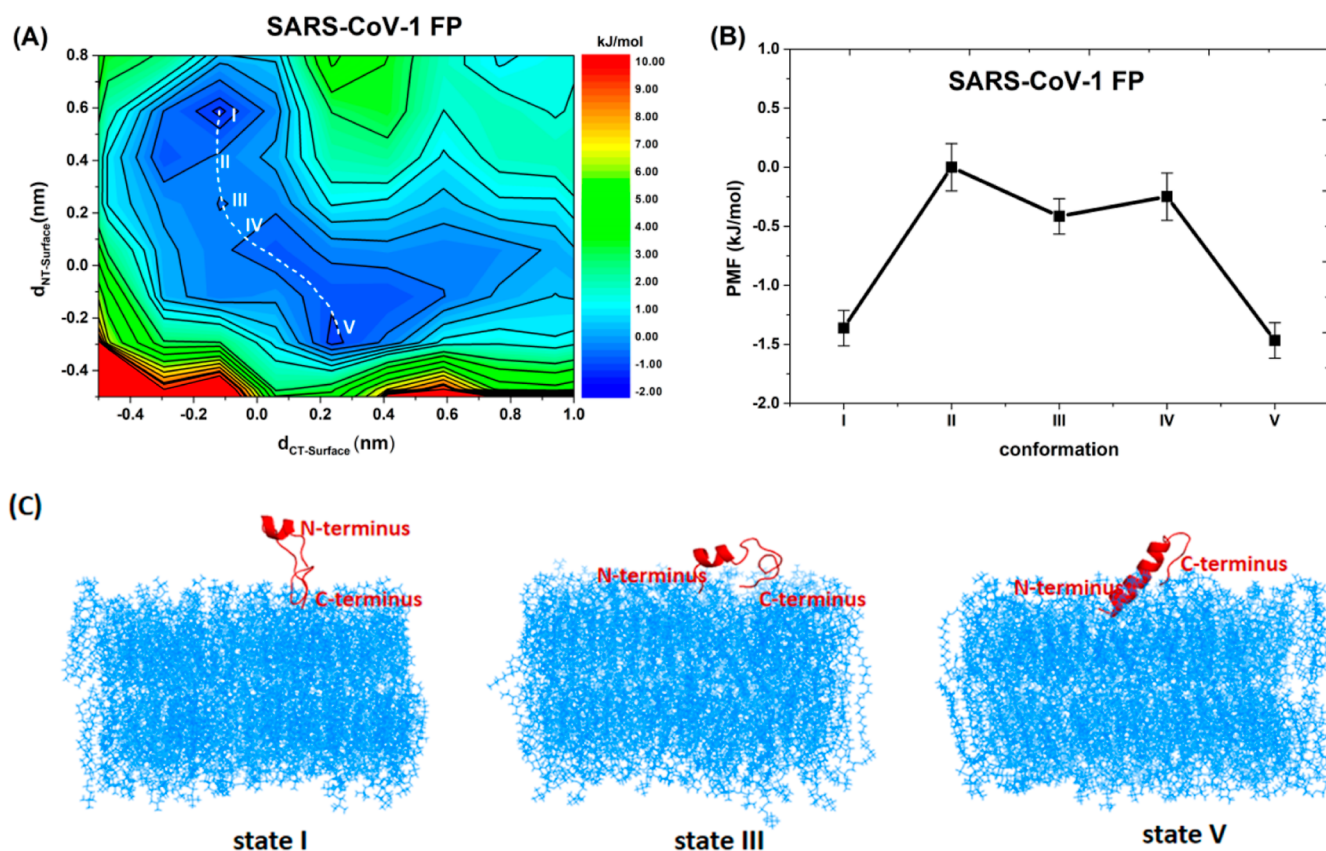 (A)
SARS-CoV-1 FP
kJ/mol
0.8
0.6
0.4
0.2
0.0
-0.2
-0.4
d_NT-Surface(nm)
I
II
III
IV
V
-0.4 -0.2 0.0 0.2 0.4 0.6 0.8 1.0
d_CT-Surface (nm)
10.00
9.00
8.00
7.00
6.00
5.00
4.00
3.00
2.00
1.00
0.00
-1.00
-2.00
(B)
SARS-CoV-1 FP
1.0
0.5
0.0
-0.5
-1.0
-1.5
-2.0
PMF (kJ/mol)
I II III IV V
conformation
(C)
N-terminus
C-terminus
state I
N-terminus
C-terminus
state III
N-terminus
C-terminus
state V